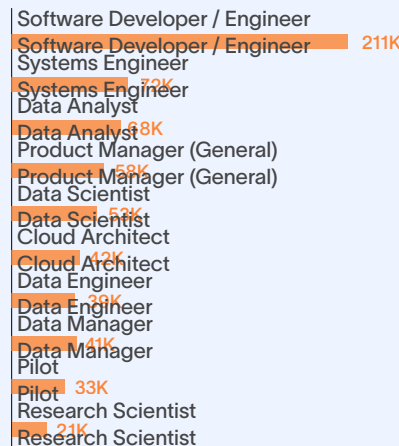 Software Developer / Engineer
Software Developer / Engineer 211K
Systems Engineer
Systems Engineer 72K
Data Analyst
Data Analyst 68K
Product Manager (General)
Product Manager (General) 58K
Data Scientist
Data Scientist 53K
Cloud Architect
Cloud Architect 42K
Data Engineer
Data Engineer 39K
Data Manager
Data Manager 41K
Pilot
Pilot 33K
Research Scientist
Research Scientist 21K